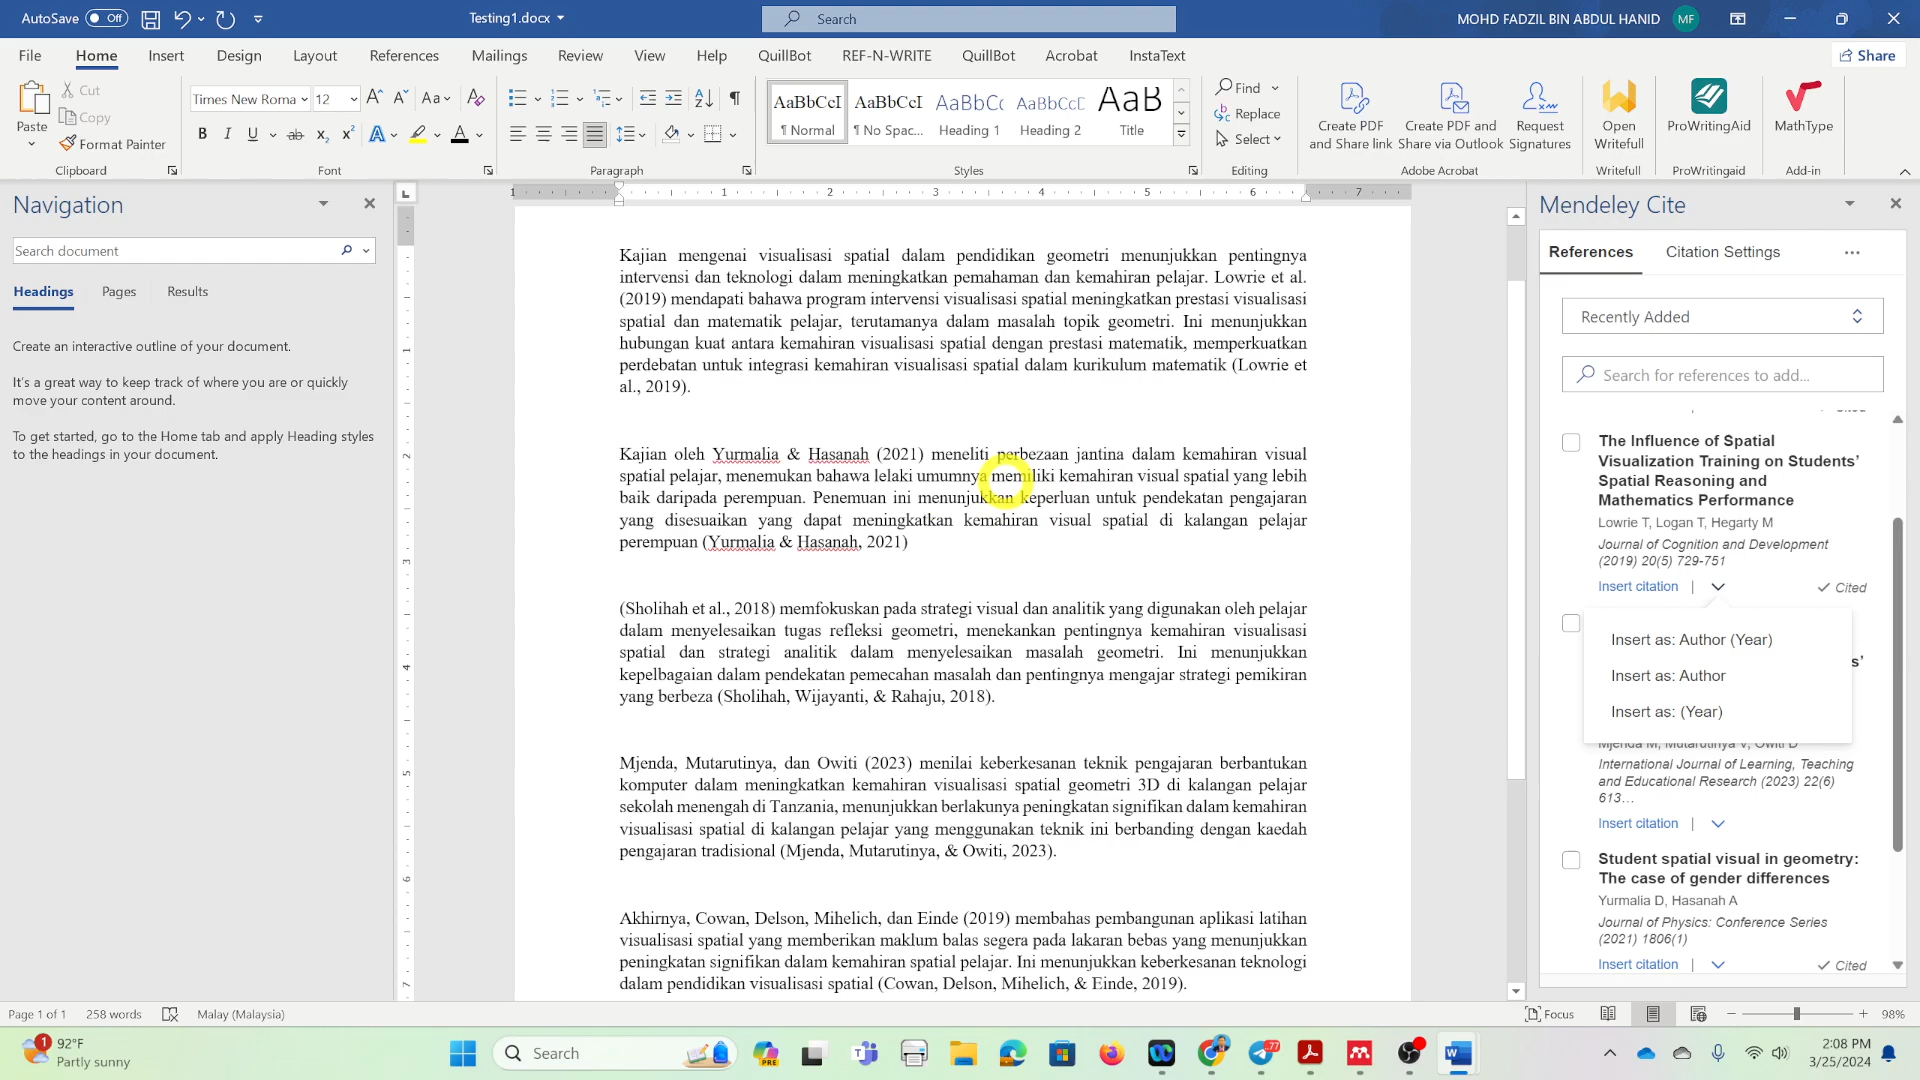 AutoSave Off
Testing1.docx
Search
MOHD FADZIL BIN ABDUL HANID MF
File Home Insert Design Layout References Mailings Review View Help QuillBot REF-N-WRITE QuillBot Acrobat InstaText Share
Paste
Cut
Copy
Format Painter
Clipboard
Times New Roma 12
Font
Paragraph
AaBbCcI AaBbCcI AaBbCc AaBbCcD AaB
¶ Normal ¶ No Spac... Heading 1 Heading 2 Title
Styles
Find
Replace
Select
Editing
Create PDF and Share link
Create PDF and Share via Outlook
Request Signatures
Adobe Acrobat
Open Writefull
Writefull
ProWritingAid
ProWritingaid
MathType
Add-in
Navigation
Search document
Headings Pages Results
Create an interactive outline of your document.
It's a great way to keep track of where you are or quickly
move your content around.
To get started, go to the Home tab and apply Heading styles
to the headings in your document.
1 1 2 3 4 5 6 7
1
2
3
4
5
6
7
Kajian mengenai visualisasi spatial dalam pendidikan geometri menunjukkan pentingnya
intervensi dan teknologi dalam meningkatkan pemahaman dan kemahiran pelajar. Lowrie et al.
(2019) mendapati bahawa program intervensi visualisasi spatial meningkatkan prestasi visualisasi
spatial dan matematik pelajar, terutamanya dalam masalah topik geometri. Ini menunjukkan
hubungan kuat antara kemahiran visualisasi spatial dengan prestasi matematik, memperkuatkan
perdebatan untuk integrasi kemahiran visualisasi spatial dalam kurikulum matematik (Lowrie et
al., 2019).
Kajian oleh Yurmalia & Hasanah (2021) meneliti perbezaan jantina dalam kemahiran visual
spatial pelajar, menemukan bahawa lelaki umumnya memiliki kemahiran visual spatial yang lebih
baik daripada perempuan. Penemuan ini menunjukkan keperluan untuk pendekatan pengajaran
yang disesuaikan yang dapat meningkatkan kemahiran visual spatial di kalangan pelajar
perempuan (Yurmalia & Hasanah, 2021)
(Sholihah et al., 2018) memfokuskan pada strategi visual dan analitik yang digunakan oleh pelajar
dalam menyelesaikan tugas refleksi geometri, menekankan pentingnya kemahiran visualisasi
spatial dan strategi analitik dalam menyelesaikan masalah geometri. Ini menunjukkan
kepelbagaian dalam pendekatan pemecahan masalah dan pentingnya mengajar strategi pemikiran
yang berbeza (Sholihah, Wijayanti, & Rahaju, 2018).
Mjenda, Mutarutinya, dan Owiti (2023) menilai keberkesanan teknik pengajaran berbantukan
komputer dalam meningkatkan kemahiran visualisasi spatial geometri 3D di kalangan pelajar
sekolah menengah di Tanzania, menunjukkan berlakunya peningkatan signifikan dalam kemahiran
visualisasi spatial di kalangan pelajar yang menggunakan teknik ini berbanding dengan kaedah
pengajaran tradisional (Mjenda, Mutarutinya, & Owiti, 2023).
Akhirnya, Cowan, Delson, Mihelich, dan Einde (2019) membahas pembangunan aplikasi latihan
visualisasi spatial yang memberikan maklum balas segera pada lakaran bebas yang menunjukkan
peningkatan signifikan dalam kemahiran spatial pelajar. Ini menunjukkan keberkesanan teknologi
dalam pendidikan visualisasi spatial (Cowan, Delson, Mihelich, & Einde, 2019).
Mendeley Cite
References Citation Settings
Recently Added
Search for references to add...
The Influence of Spatial
Visualization Training on Students'
Spatial Reasoning and
Mathematics Performance
Lowrie T, Logan T, Hegarty M
Journal of Cognition and Development
(2019) 20(5) 729-751
Insert citation | Cited
Insert as: Author (Year)
Insert as: Author
Insert as: (Year)
s'
Mjenda M, Mutarutinya V, Owiti D
International Journal of Learning, Teaching
and Educational Research (2023) 22(6)
613…
Insert citation |
Student spatial visual in geometry:
The case of gender differences
Yurmalia D, Hasanah A
Journal of Physics: Conference Series
(2021) 1806(1)
Insert citation | Cited
Page 1 of 1 258 words Malay (Malaysia) Focus 98%
1 92°F
Partly sunny
Search
PRE
77
2:08 PM
3/25/2024